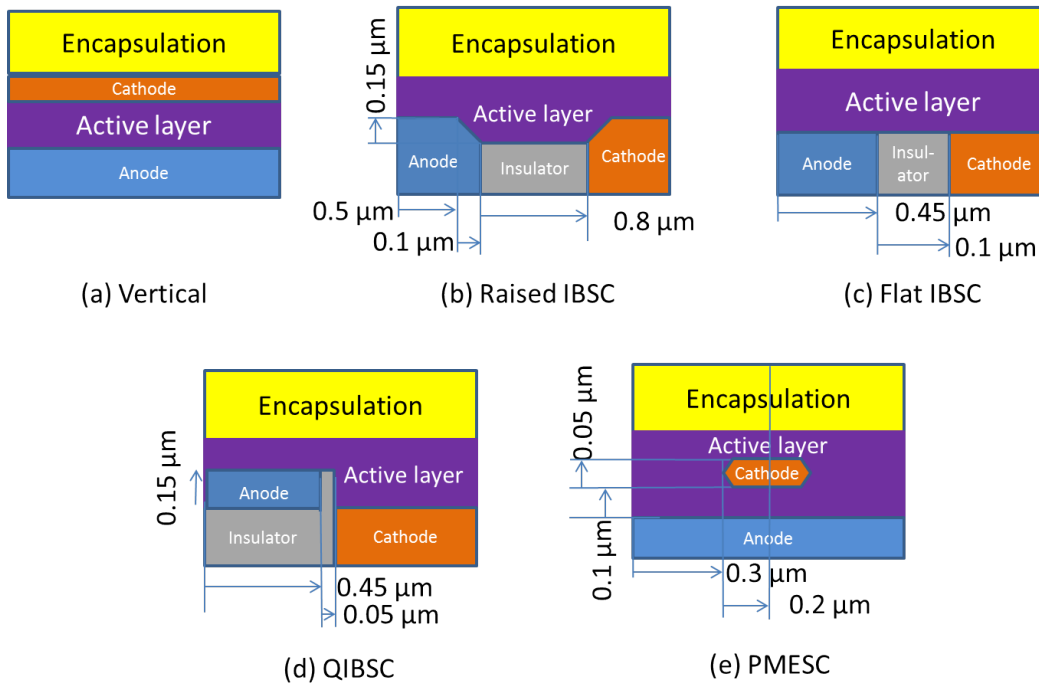 Encapsulation
Cathode
Active layer
Anode
(a) Vertical
Encapsulation
0.15 μm
Active layer
Anode
Insulator
Cathode
0.5 μm
0.8 μm
0.1 μm
(b) Raised IBSC
Encapsulation
Active layer
Anode
Insul-
ator
Cathode
0.45 μm
0.1 μm
(c) Flat IBSC
Encapsulation
0.15 μm
Active layer
Anode
Insulator
Cathode
0.45 μm
0.05 μm
(d) QIBSC
Encapsulation
0.05 μm
Active layer
Cathode
0.1 μm
Anode
0.3 μm
0.2 μm
(e) PMESC